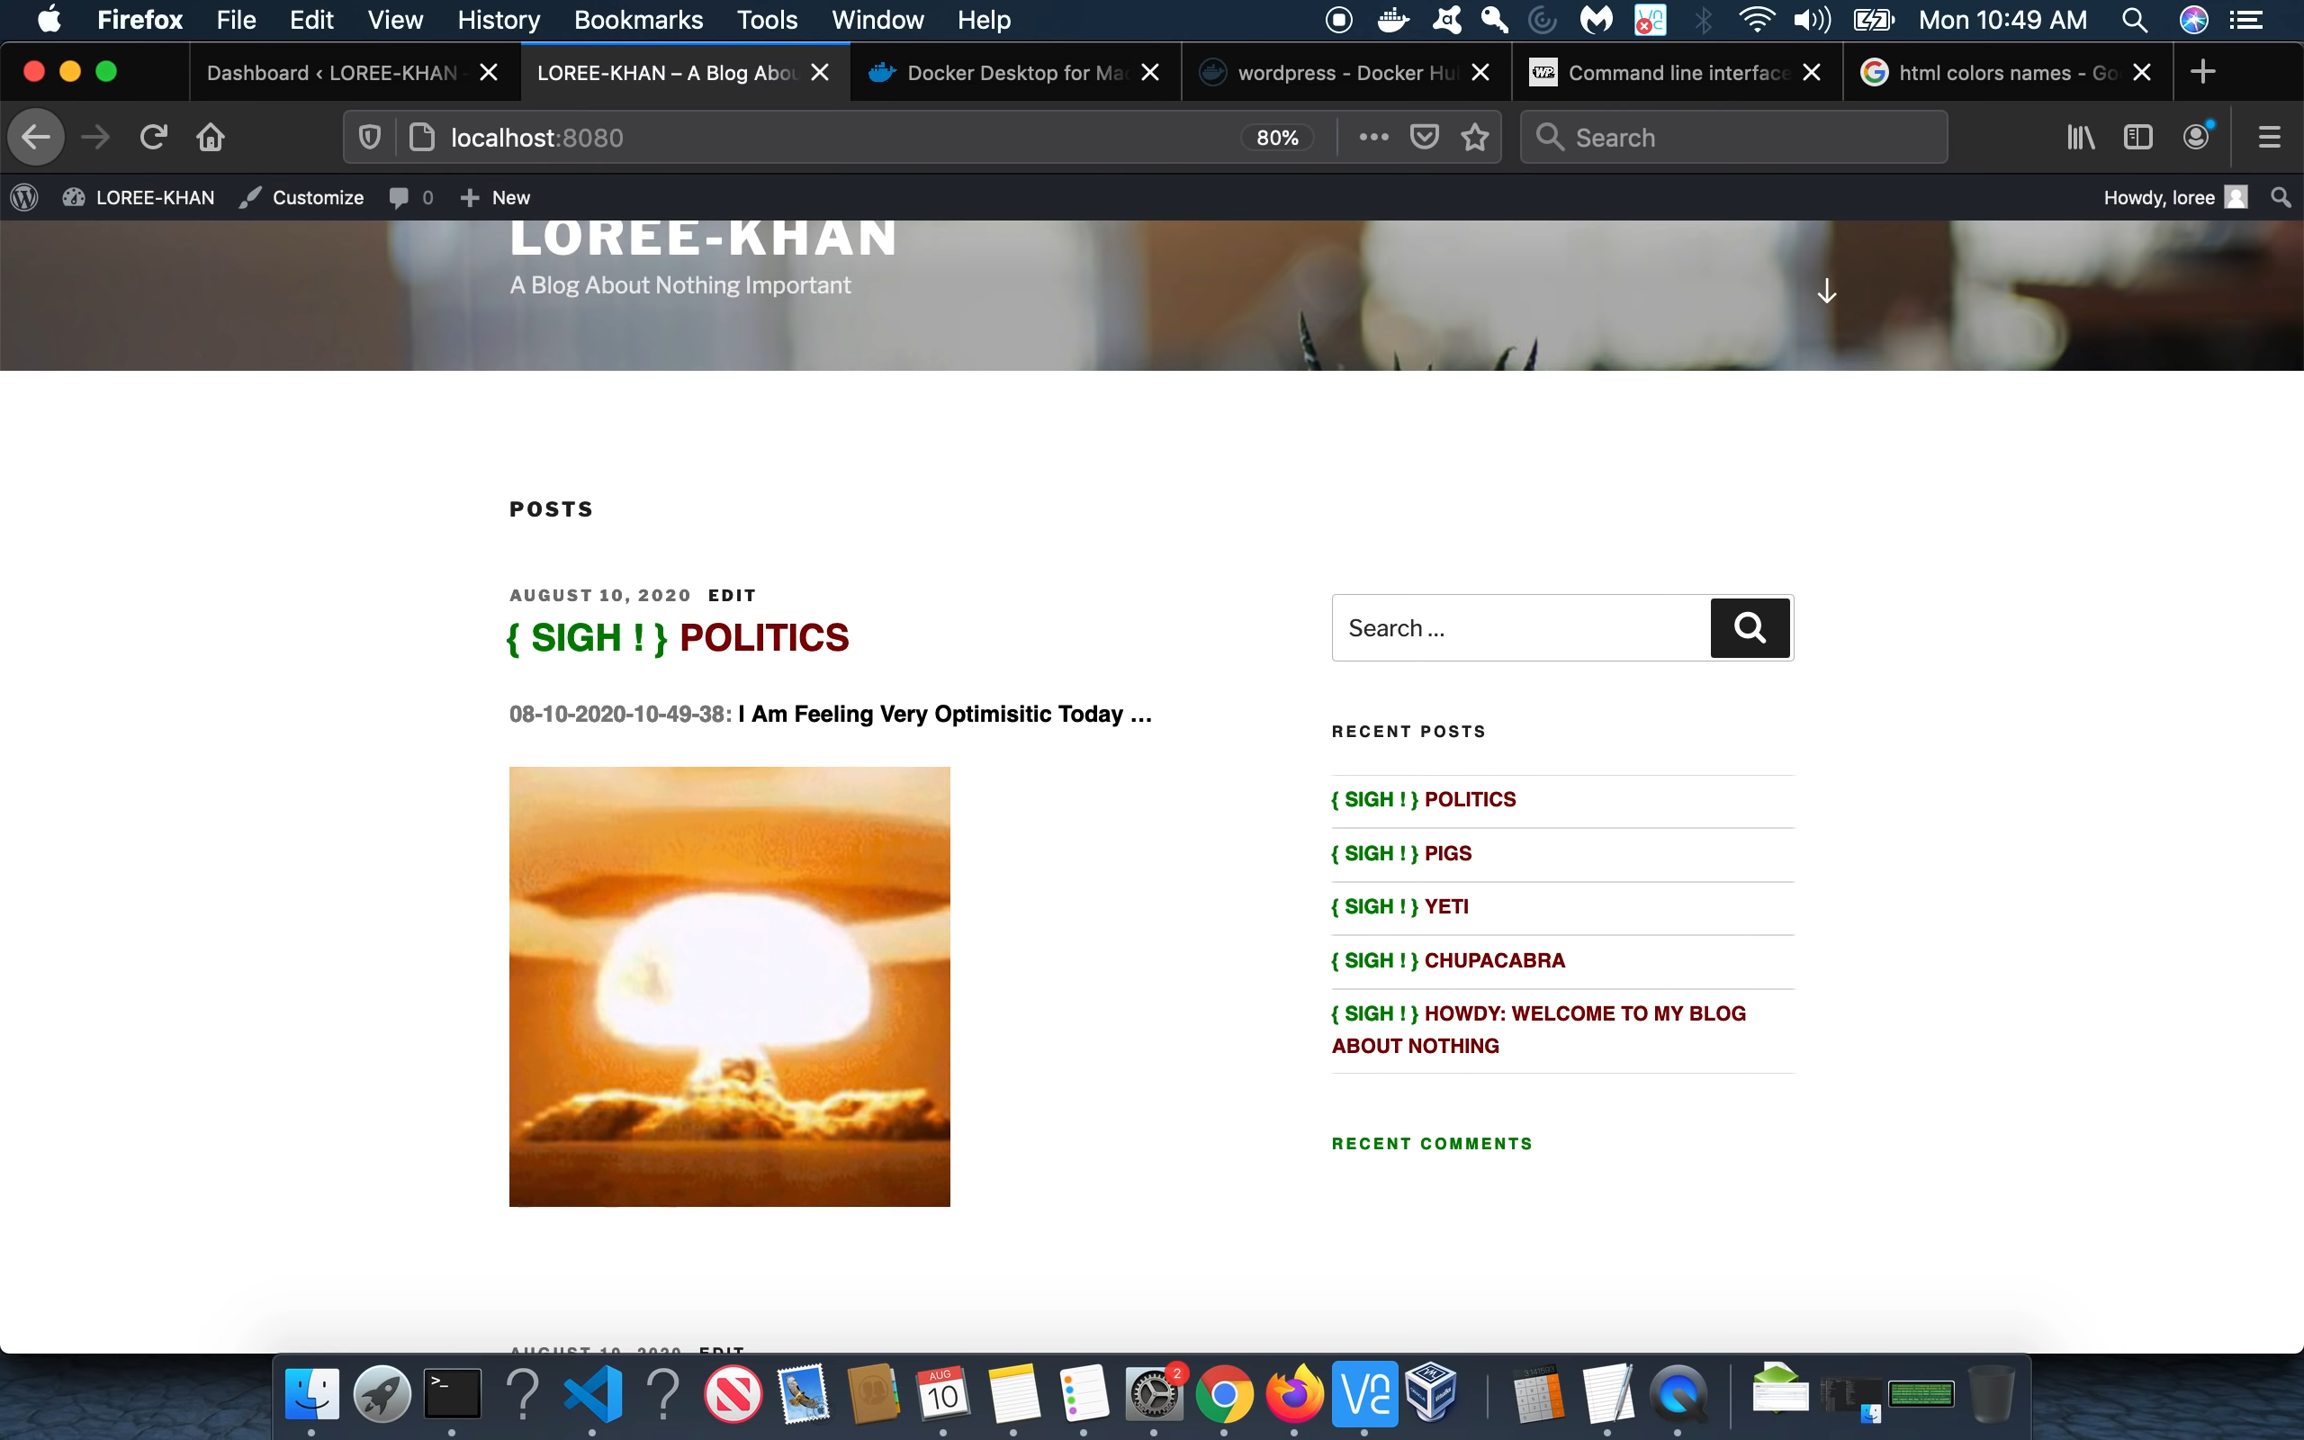 Firefox File Edit View History Bookmarks Tools Window Help Mon 10:49 AM
Dashboard ‹ LOREE-KHAN LOREE-KHAN – A Blog Abou Docker Desktop for Mac wordpress - Docker Hu Command line interface html colors names - Go
localhost:8080 80% Search
LOREE-KHAN Customize 0 New Howdy, loree
LOREE-KHAN
A Blog About Nothing Important
POSTS
AUGUST 10, 2020 EDIT
{ SIGH ! } POLITICS
08-10-2020-10-49-38: I Am Feeling Very Optimisitic Today ...
Search ...
RECENT POSTS
{ SIGH ! } POLITICS
{ SIGH ! } PIGS
{ SIGH ! } YETI
{ SIGH ! } CHUPACABRA
{ SIGH ! } HOWDY: WELCOME TO MY BLOG
ABOUT NOTHING
RECENT COMMENTS
AUGUST 10, 2020 EDIT
AUG
10
2